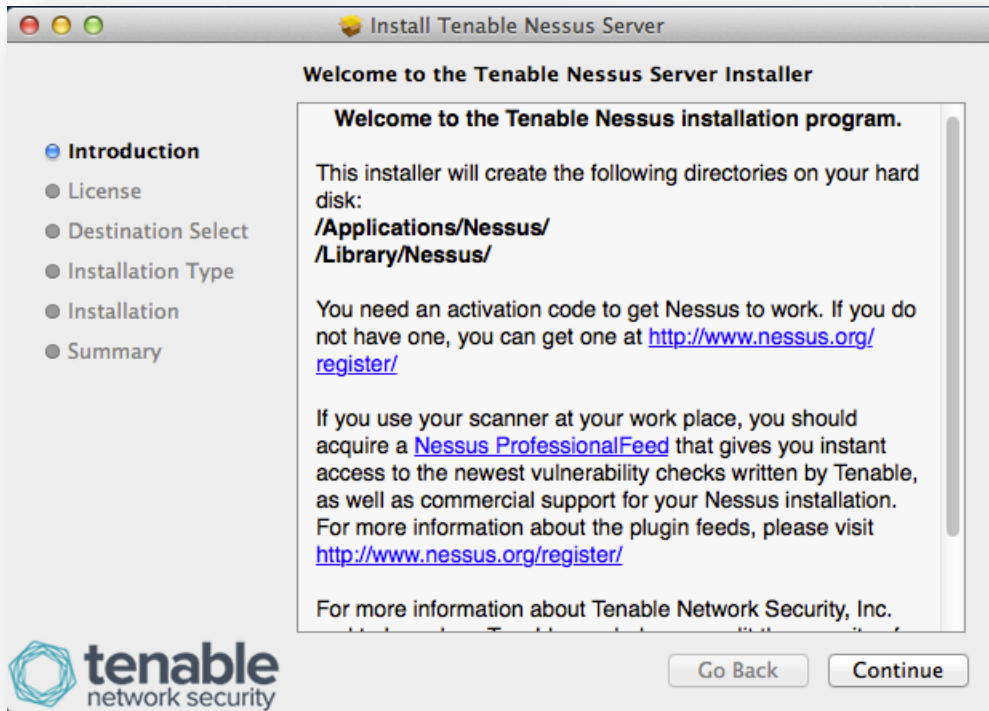 Install Tenable Nessus Server
Welcome to the Tenable Nessus Server Installer
Introduction
License
Destination Select
Installation Type
Installation
Summary
Welcome to the Tenable Nessus installation program.
This installer will create the following directories on your hard
disk:
/Applications/Nessus/
/Library/Nessus/
You need an activation code to get Nessus to work. If you do
not have one, you can get one at http://www.nessus.org/
register/
If you use your scanner at your work place, you should
acquire a Nessus ProfessionalFeed that gives you instant
access to the newest vulnerability checks written by Tenable,
as well as commercial support for your Nessus installation.
For more information about the plugin feeds, please visit
http://www.nessus.org/register/
For more information about Tenable Network Security, Inc.
tenable
network security
Go Back
Continue